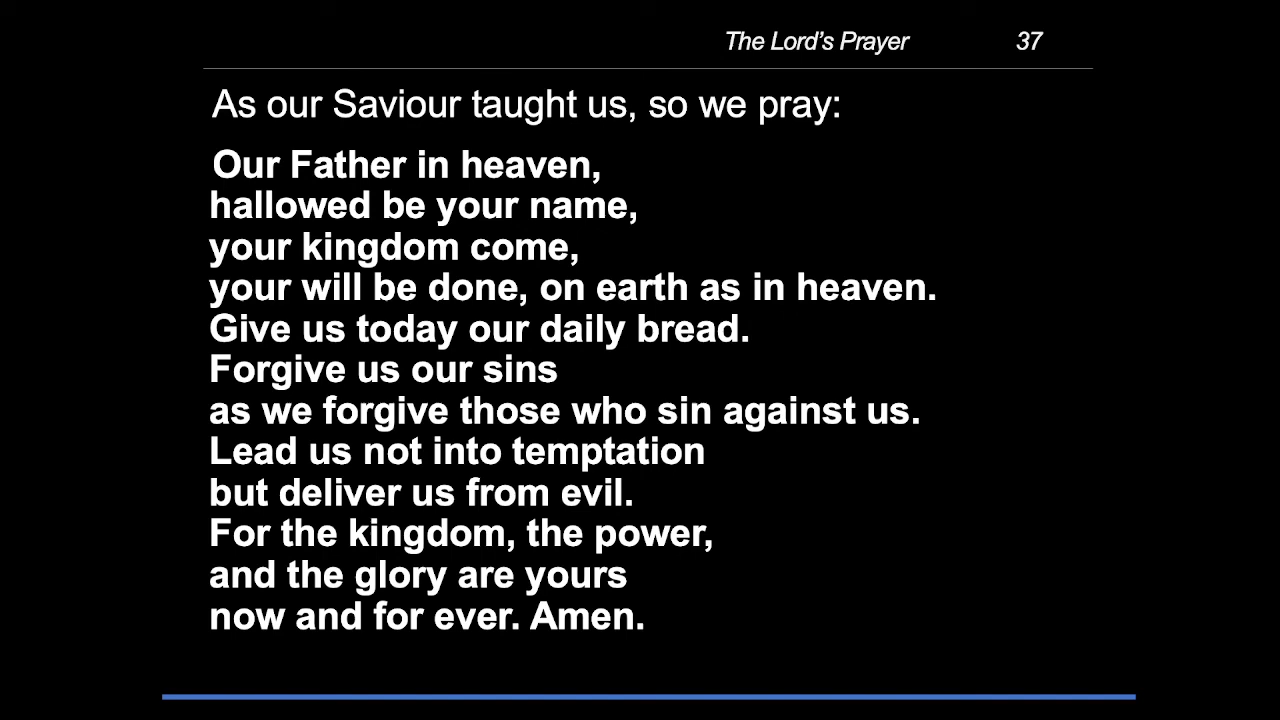 The Lord's Prayer 37
As our Saviour taught us, so we pray:
Our Father in heaven,
hallowed be your name,
your kingdom come,
your will be done, on earth as in heaven.
Give us today our daily bread.
Forgive us our sins
as we forgive those who sin against us.
Lead us not into temptation
but deliver us from evil.
For the kingdom, the power,
and the glory are yours
now and for ever. Amen.